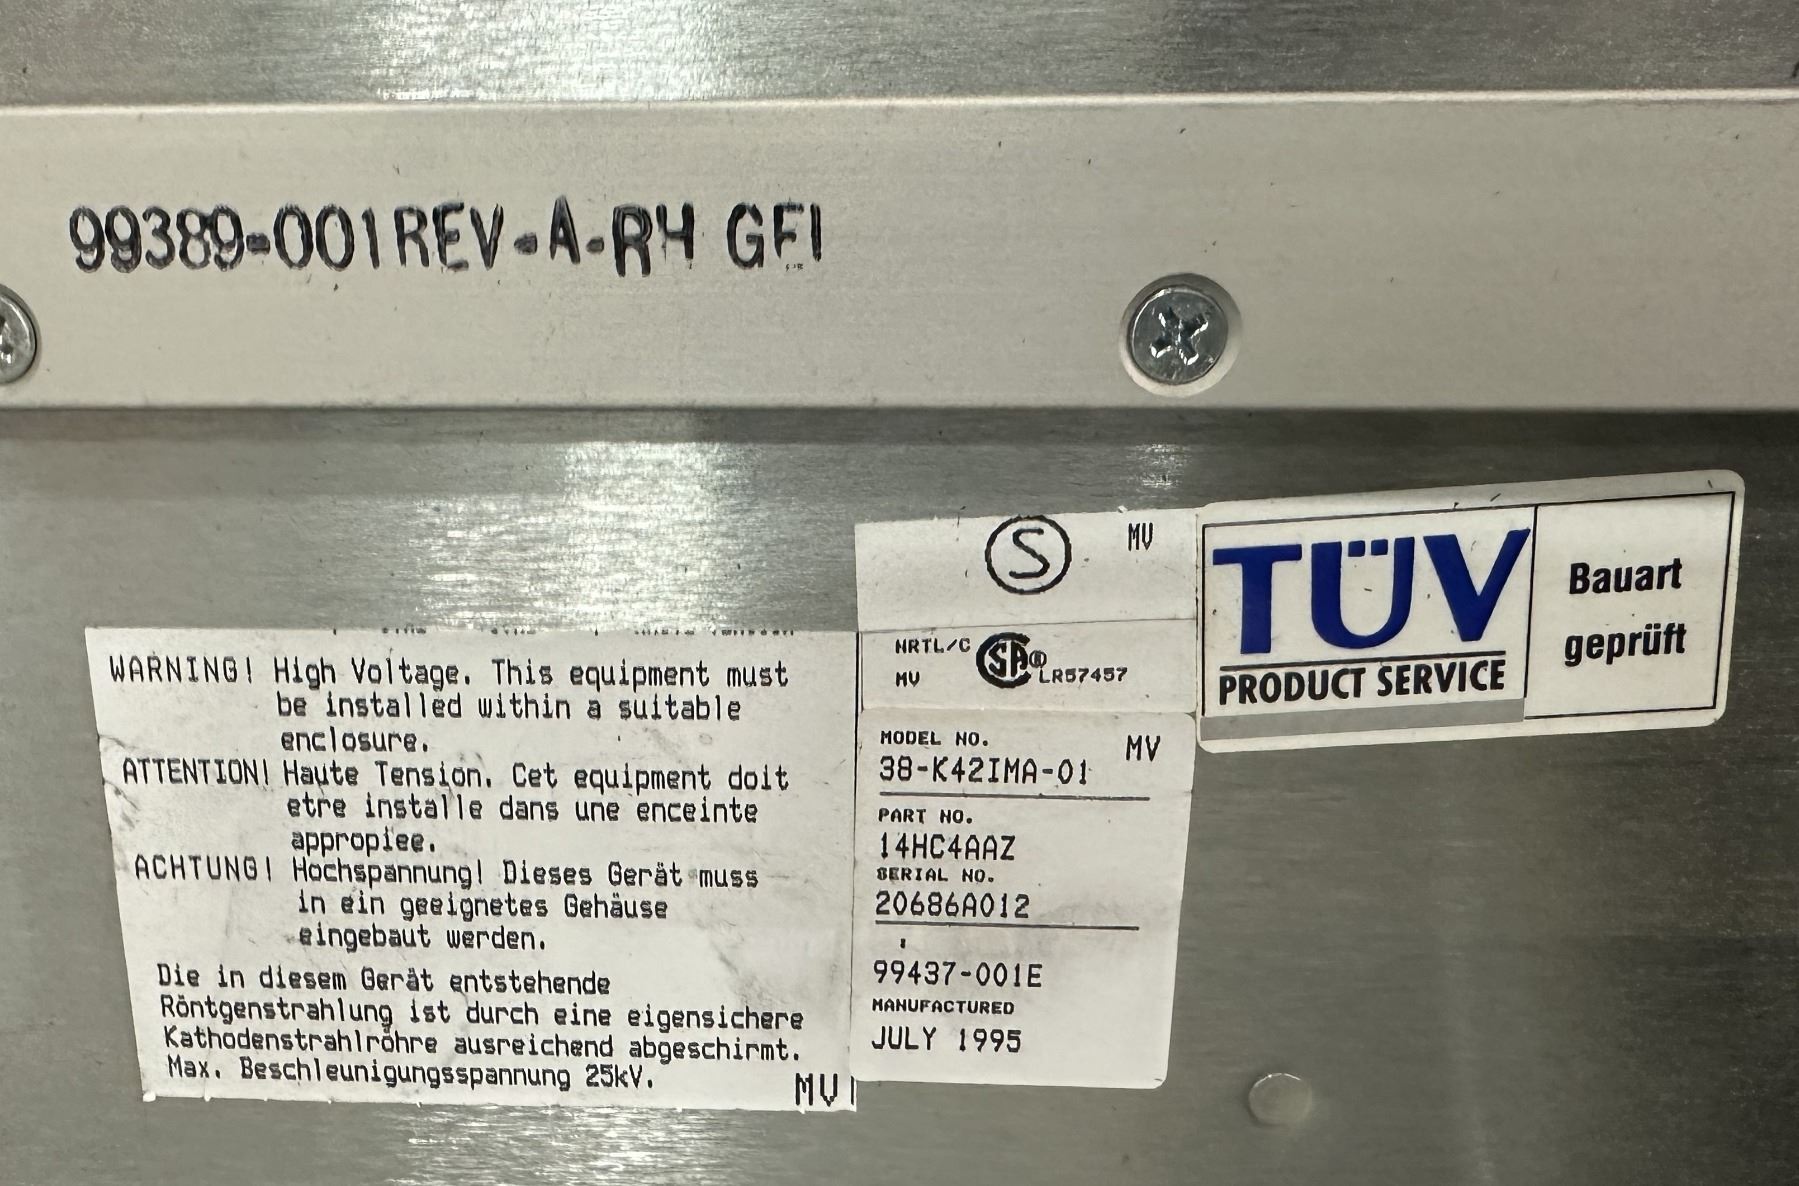 99389-001 REV-A-R4 GFI
S MV
NRTL/C SA® LR57457
MV
TÜV
PRODUCT SERVICE
Bauart
geprüft
WARNING! High Voltage. This equipment must
be installed within a suitable
enclosure.
ATTENTION! Haute Tension. Cet equipment doit
etre installe dans une enceinte
appropiee.
ACHTUNG! Hochspannung! Dieses Gerät muss
in ein geeignetes Gehäuse
eingebaut werden.
Die in diesem Gerät entstehende
Röntgenstrahlung ist durch eine eigensichere
Kathodenstrahlröhre ausreichend abgeschirmt.
Max. Beschleunigungsspannung 25kV.
MV
MODEL NO. MV
38-K42IMA-01
PART NO.
14HC4AAZ
SERIAL NO.
20686A012
99437-001E
MANUFACTURED
JULY 1995